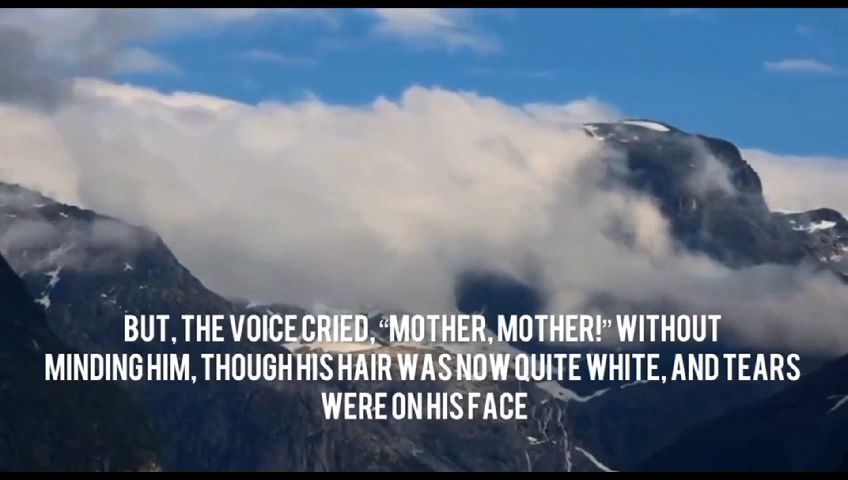 BUT, THE VOICE CRIED, “MOTHER, MOTHER!” WITHOUT
MINDING HIM, THOUGH HIS HAIR WAS NOW QUITE WHITE, AND TEARS
WERE ON HIS FACE